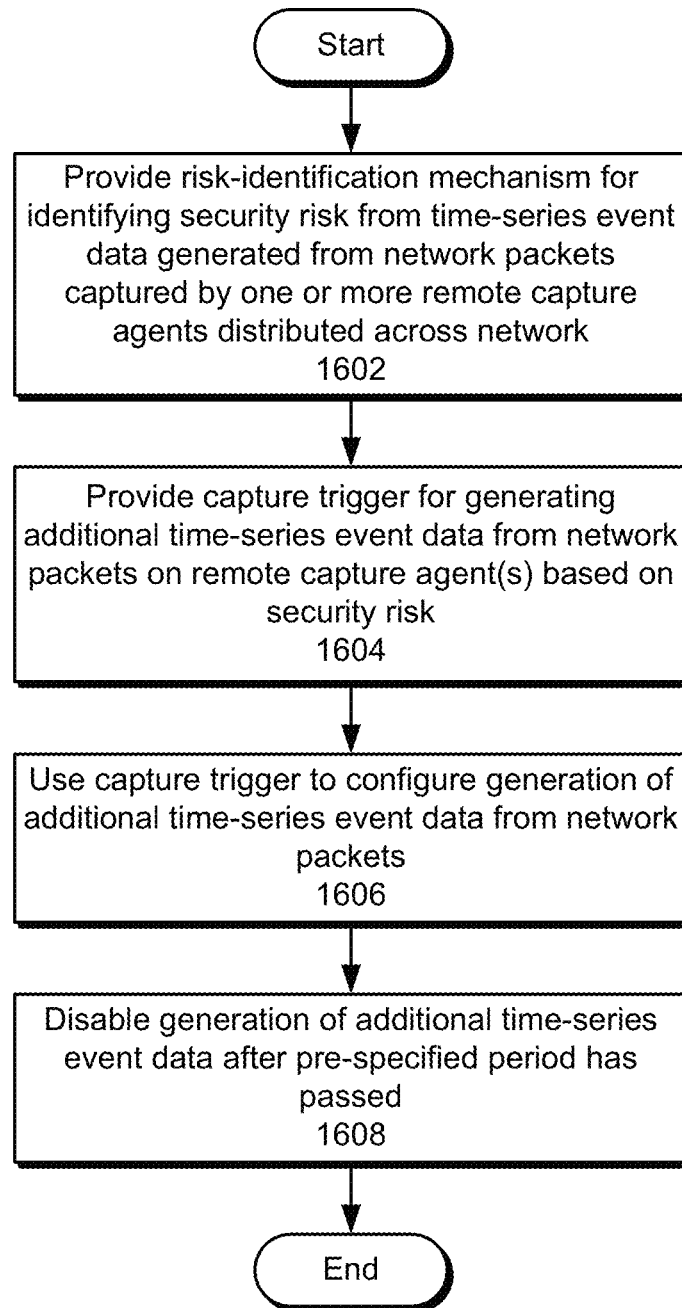 Start
Provide risk-identification mechanism for
identifying security risk from time-series event
data generated from network packets
captured by one or more remote capture
agents distributed across network
1602
Provide capture trigger for generating
additional time-series event data from network
packets on remote capture agent(s) based on
security risk
1604
Use capture trigger to configure generation of
additional time-series event data from network
packets
1606
Disable generation of additional time-series
event data after pre-specified period has
passed
1608
End